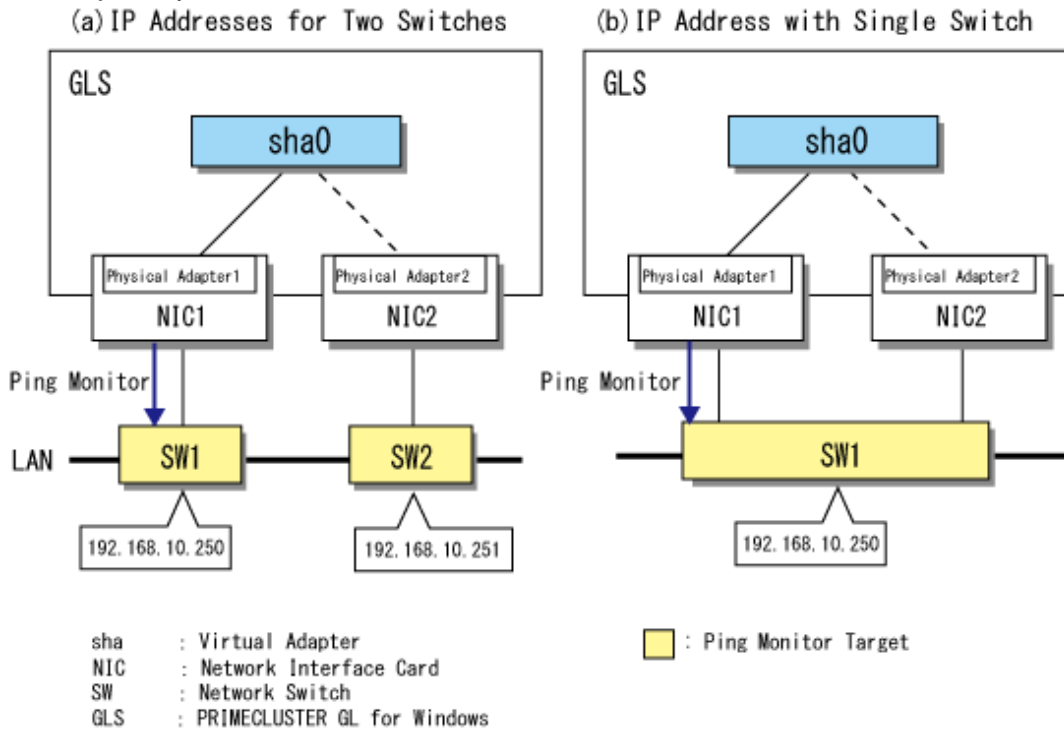 (a)IP Addresses for Two Switches
(b)IP Address with Single Switch
GLS
sha0
Physical Adapter1
Physical Adapter2
NIC1
NIC2
Ping Monitor
LAN
SW1
SW2
192.168.10.250
192.168.10.251
GLS
sha0
Physical Adapter1
Physical Adapter2
NIC1
NIC2
Ping Monitor
SW1
192.168.10.250
sha : Virtual Adapter
NIC : Network Interface Card
SW : Network Switch
GLS : PRIMECLUSTER GL for Windows
: Ping Monitor Target